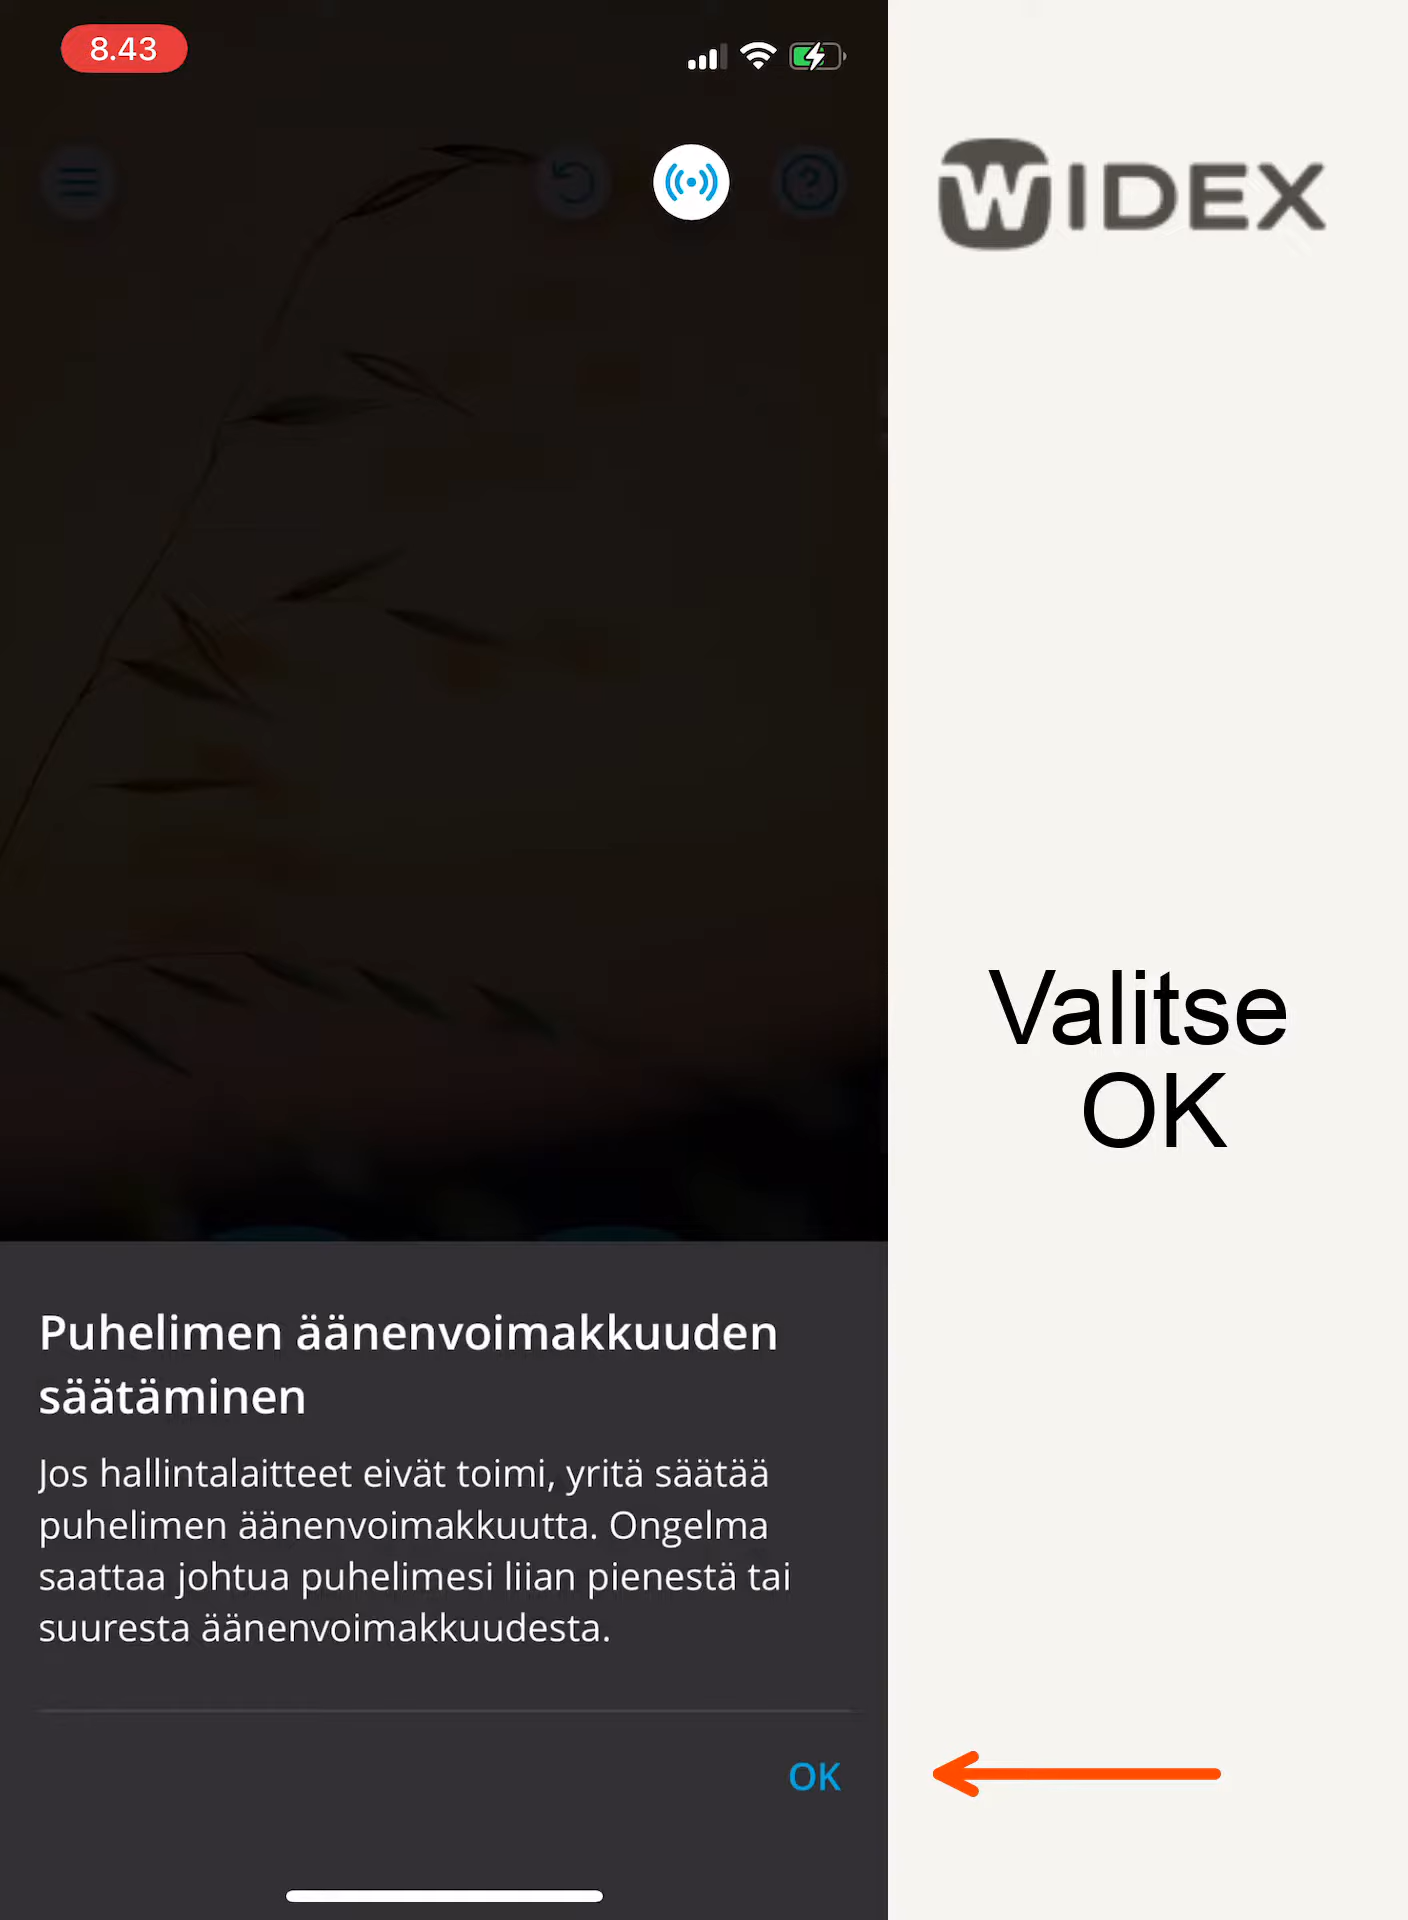 8.43
WIDEX
Valitse
OK
Puhelimen äänenvoimakkuuden
säätäminen
Jos hallintalaitteet eivät toimi, yritä säätää
puhelimen äänenvoimakkuutta. Ongelma
saattaa johtua puhelimesi liian pienestä tai
suuresta äänenvoimakkuudesta.
OK